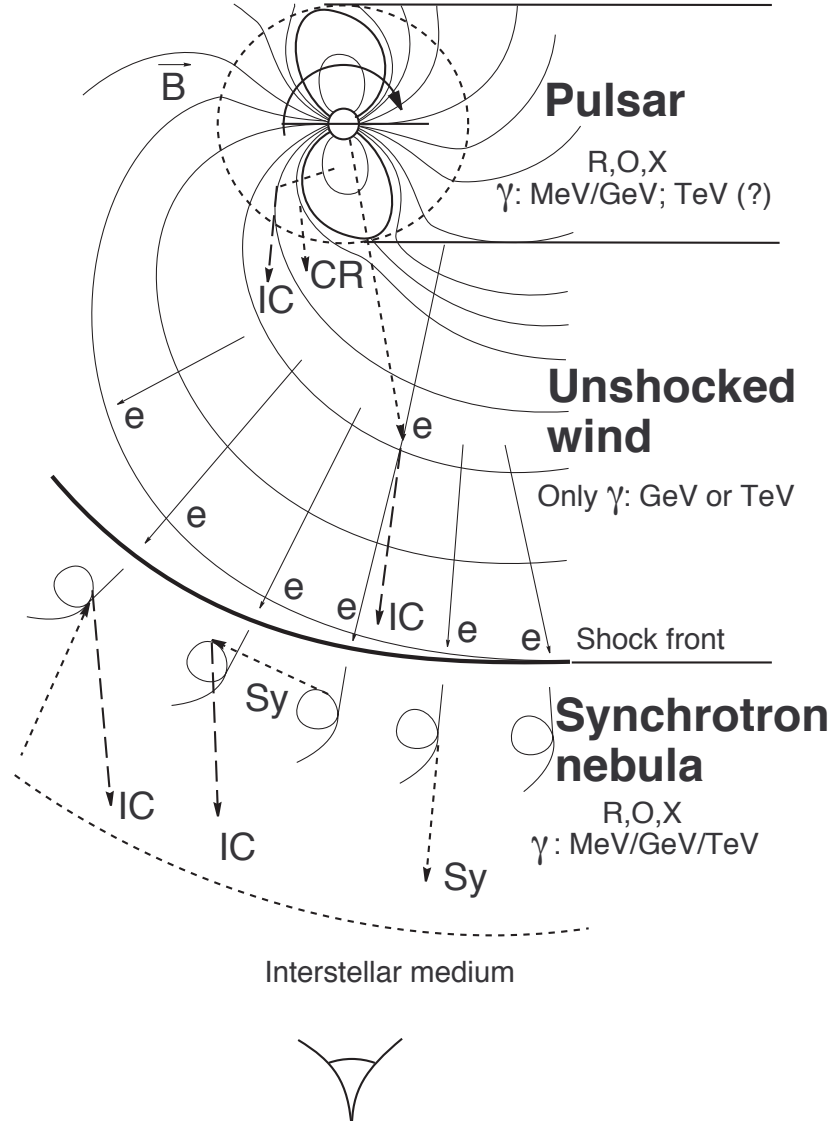 B
Pulsar
R,O,X
γ: MeV/GeV; TeV (?)
IC
CR
e
e
Unshocked
wind
Only γ: GeV or TeV
e
e
e
IC
e
e
Shock front
Sy
Synchrotron
nebula
IC
IC
R,O,X
γ: MeV/GeV/TeV
Sy
Interstellar medium